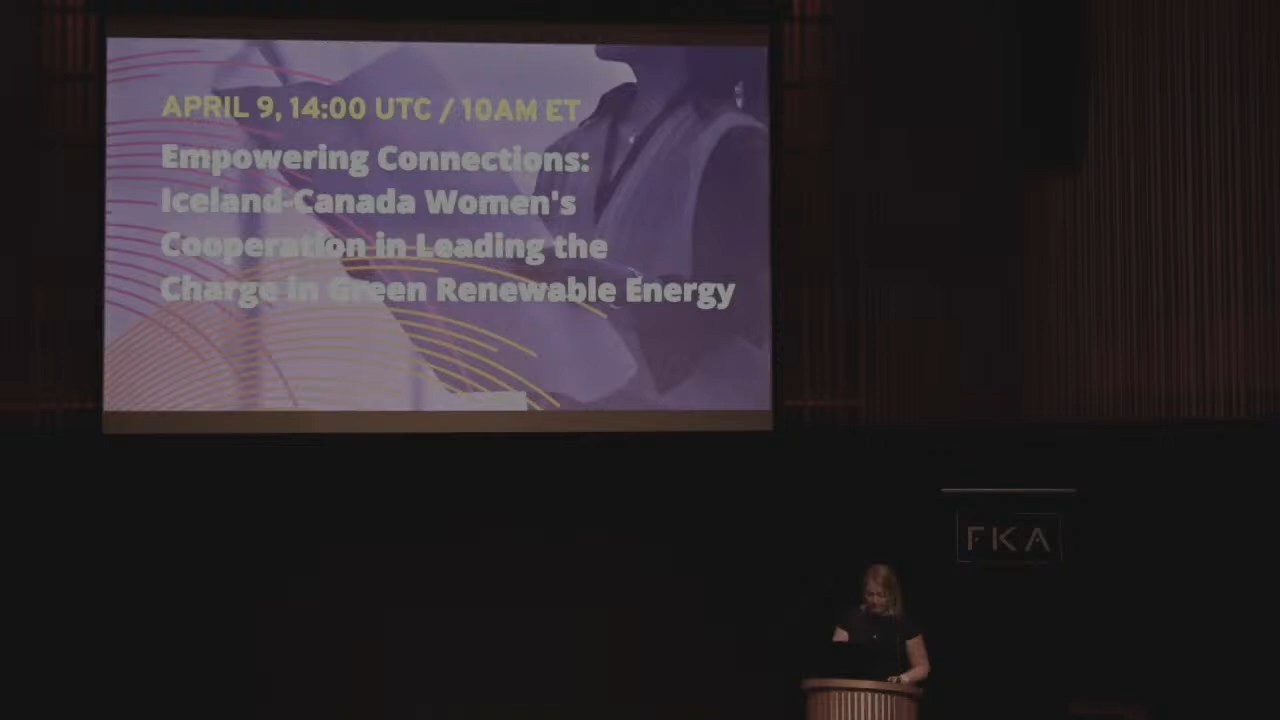 APRIL 9, 14:00 UTC / 10AM ET
Empowering Connections:
Iceland-Canada Women's
Cooperation in Leading the
Charge in Green Renewable Energy
FKA